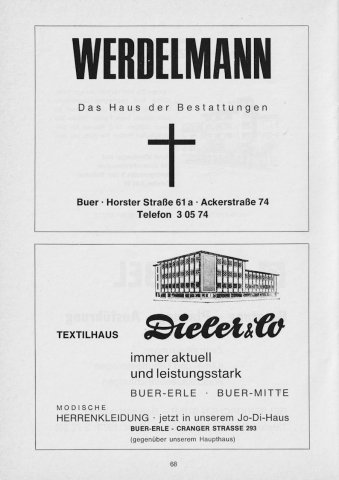 WERDELMANN
Das Haus der Bestattungen
Buer · Horster Straße 61 a · Ackerstraße 74
Telefon 3 05 74
TEXTILHAUS Dieler & Co
immer aktuell
und leistungsstark
BUER-ERLE · BUER-MITTE
MODISCHE
HERRENKLEIDUNG · jetzt in unserem Jo-Di-Haus
BUER-ERLE - CRANGER STRASSE 293
(gegenüber unserem Haupthaus)
68